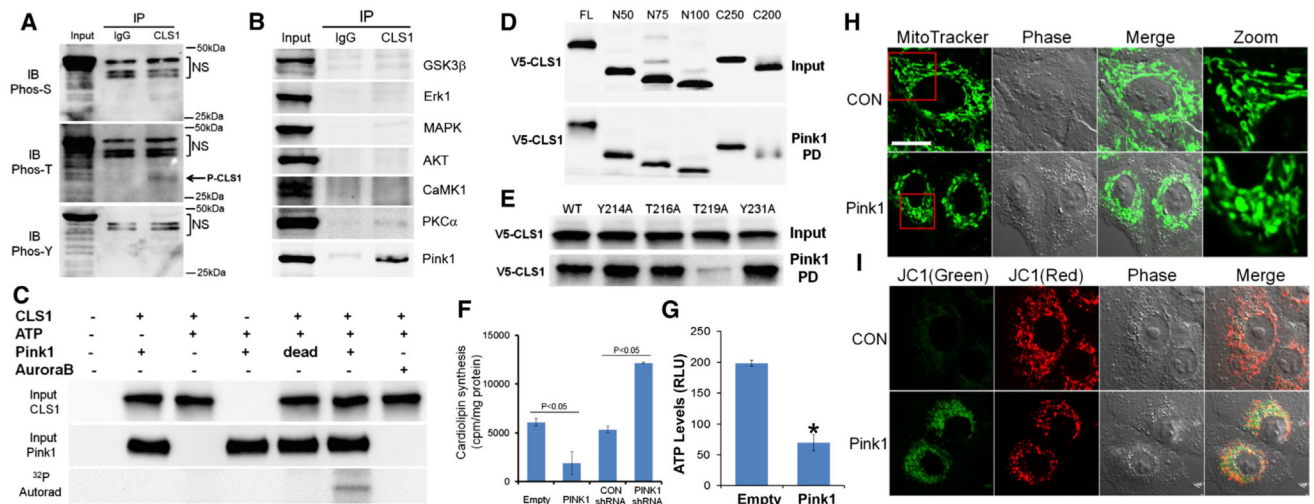 A
IP
Input IgG CLS1
50kDa
IB
Phos-S
NS
25kDa
50kDa
IB
Phos-T
NS
P-CLS1
25kDa
50kDa
IB
Phos-Y
NS
25kDa
B
IP
Input IgG CLS1
GSK3β
Erk1
MAPK
AKT
CaMK1
PKCα
Pink1
C
CLS1 - + + - + + +
ATP - - + + + + +
Pink1 - + - + dead + -
AuroraB - - - - - - +
Input
CLS1
Input
Pink1
32P
Autorad
D
FL N50 N75 N100 C250 C200
V5-CLS1 Input
V5-CLS1 Pink1
PD
E
WT Y214A T216A T219A Y231A
V5-CLS1 Input
V5-CLS1 Pink1
PD
F
Cardiolipin synthesis
(cpm/mg protein)
15000
10000
5000
0
P<0.05
P<0.05
Empty PINK1 CON
shRNA PINK1
shRNA
G
ATP Levels (RLU)
250
200
150
100
50
0
*
Empty Pink1
H
MitoTracker Phase Merge Zoom
CON
Pink1
I
JC1(Green) JC1(Red) Phase Merge
CON
Pink1